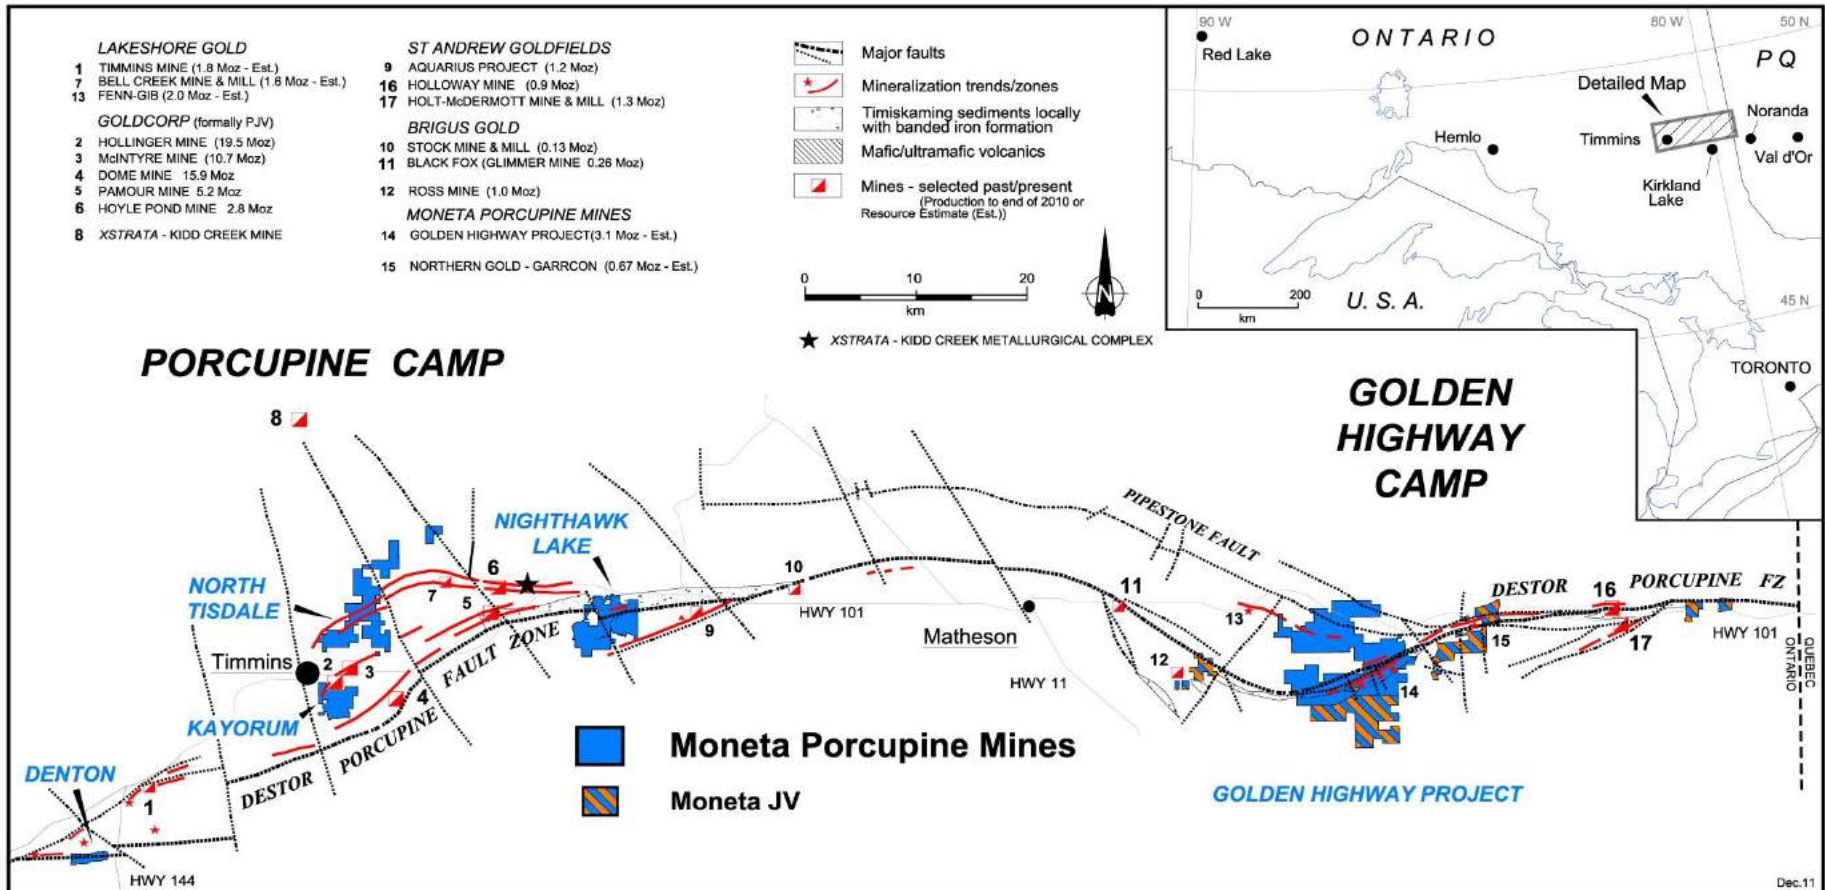 LAKESHORE GOLD
1 TIMMINS MINE (1.8 Moz - Est.)
7 BELL CREEK MINE & MILL (1.6 Moz - Est.)
13 FENN-GIB (2.0 Moz - Est.)
GOLDCORP (formally PJV)
2 HOLLINGER MINE (19.5 Moz)
3 McINTYRE MINE (10.7 Moz)
4 DOME MINE 15.9 Moz
5 PAMOUR MINE 5.2 Moz
6 HOYLE POND MINE 2.8 Moz
8 XSTRATA - KIDD CREEK MINE
ST ANDREW GOLDFIELDS
9 AQUARIUS PROJECT (1.2 Moz)
16 HOLLOWAY MINE (0.9 Moz)
17 HOLT-McDERMOTT MINE & MILL (1.3 Moz)
BRIGUS GOLD
10 STOCK MINE & MILL (0.13 Moz)
11 BLACK FOX (GLIMMER MINE 0.26 Moz)
12 ROSS MINE (1.0 Moz)
MONETA PORCUPINE MINES
14 GOLDEN HIGHWAY PROJECT(3.1 Moz - Est.)
15 NORTHERN GOLD - GARRCON (0.67 Moz - Est.)
Major faults
Mineralization trends/zones
Timiskaming sediments locally
with banded iron formation
Mafic/ultramafic volcanics
Mines - selected past/present
(Production to end of 2010 or
Resource Estimate (Est.))
0 10 20
km
N
XSTRATA - KIDD CREEK METALLURGICAL COMPLEX
90 W
80 W
50 N
Red Lake
ONTARIO
PQ
Detailed Map
Noranda
Hemlo
Timmins
Val d'Or
Kirkland
Lake
0 200
km
U.S.A.
45 N
TORONTO
PORCUPINE CAMP
GOLDEN
HIGHWAY
CAMP
8
NIGHTHAWK
LAKE
PIPESTONE FAULT
NORTH
TISDALE
6
7
5
10
HWY 101
9
11
Matheson
HWY 11
12
13
DESTOR PORCUPINE FZ
16
15
17
HWY 101
14
ONTARIO
QUEBEC
Timmins
2
3
4
FAULT ZONE
KAYORUM
DESTOR PORCUPINE
DENTON
1
HWY 144
Moneta Porcupine Mines
Moneta JV
GOLDEN HIGHWAY PROJECT
Dec.11